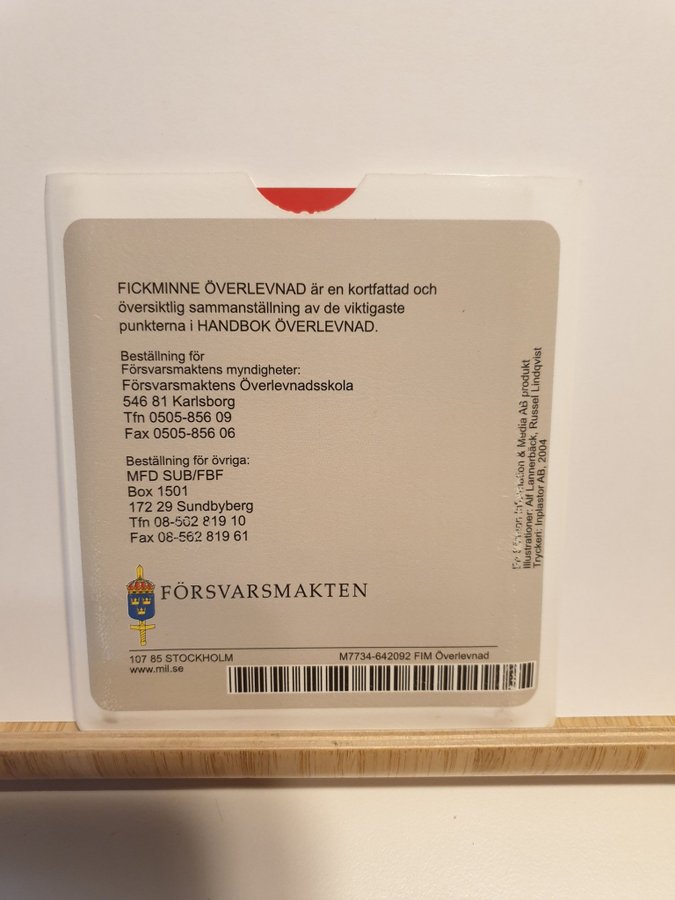 FICKMINNE ÖVERLEVNAD är en kortfattad och
översiktlig sammanställning av de viktigaste
punkterna i HANDBOK ÖVERLEVNAD.
Beställning för
Försvarsmaktens myndigheter:
Försvarsmaktens Överlevnadsskola
546 81 Karlsborg
Tfn 0505-856 09
Fax 0505-856 06
Beställning för övriga:
MFD SUB/FBF
Box 1501
172 29 Sundbyberg
Tfn 08-562 819 10
Fax 08-562 819 61
FÖRSVARSMAKTEN
107 85 STOCKHOLM
www.mil.se
M7734-642092 FIM Överlevnad
& Media AB produkt
Illustrationer: Alf Lannerbäck, Russel Lindqvist
Tryckeri: Inplastor AB, 2004